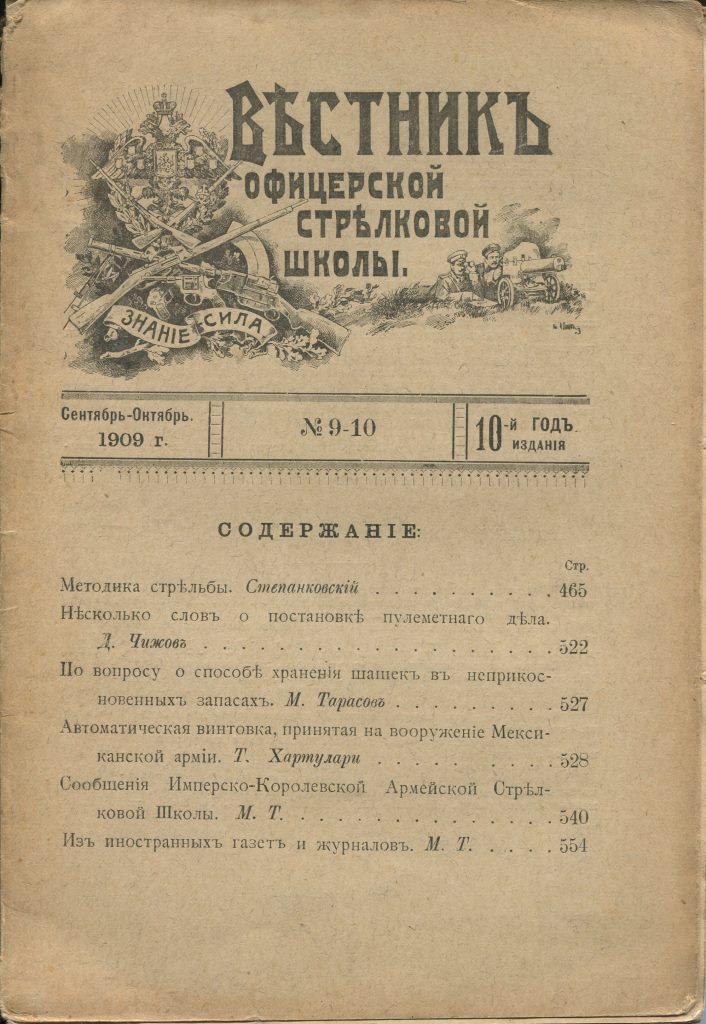 ВѢСТНИКЪ
ОФИЦЕРСКОЙ
СТРѢЛКОВОЙ
ШКОЛЫ.
ЗНАНІЕ СИЛА
Сентябрь-Октябрь.
1909 г.
№ 9-10
10-й ГОДЪ
ИЗДАНІЯ
СОДЕРЖАНІЕ:
Стр.
Методика стрѣльбы. Степанковскій . . . . . . . . . . 465
Нѣсколько словъ о постановкѣ пулеметнаго дѣла.
Д. Чижовъ . . . . . . . . . . . . . . . . . . . 522
По вопросу о способѣ храненія шашекъ въ неприкос-
новенныхъ запасахъ. М. Тарасовъ . . . . . . . . . 527
Автоматическая винтовка, принятая на вооруженіе Мекси-
канской арміи. Т. Хартулари . . . . . . . . . 528
Сообщенія Имперско-Королевской Армейской Стрѣл-
ковой Школы. М. Т. . . . . . . . . . . . . . . 540
Изъ иностранныхъ газетъ и журналовъ. М. Т. . . . . 554